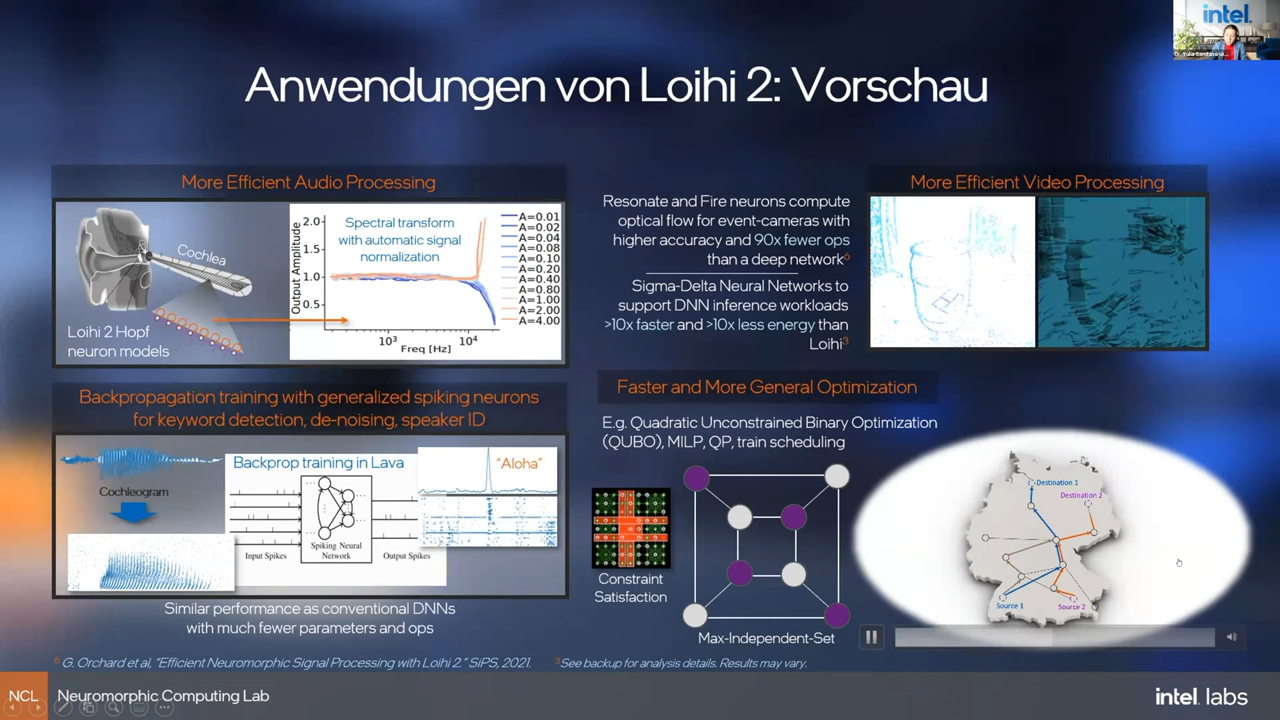 intel.
Anwendungen von Loihi 2: Vorschau
More Efficient Audio Processing
Cochlea
Loihi 2 Hopf
neuron models
Spectral transform
with automatic signal
normalization
Output Amplitude
2.0
1.5
1.0
0.5
10³
10⁴
Freq [Hz]
A=0.01
A=0.02
A=0.04
A=0.08
A=0.10
A=0.20
A=0.40
A=0.80
A=1.00
A=2.00
A=4.00
Resonate and Fire neurons compute
optical flow for event-cameras with
higher accuracy and 90x fewer ops
than a deep network⁶
Sigma-Delta Neural Networks to
support DNN inference workloads
>10x faster and >10x less energy than
Loihi³
More Efficient Video Processing
Backpropagation training with generalized spiking neurons
for keyword detection, de-noising, speaker ID
Cochleogram
Backprop training in Lava
"Aloha"
Input Spikes
Spiking Neural
Network
Output Spikes
Similar performance as conventional DNNs
with much fewer parameters and ops
Faster and More General Optimization
E.g. Quadratic Unconstrained Binary Optimization
(QUBO), MILP, QP, train scheduling
Constraint
Satisfaction
Max-Independent-Set
Destination 1
Destination 2
Source 1
Source 2
⁶ G. Orchard et al, "Efficient Neuromorphic Signal Processing with Loihi 2." SiPS, 2021.
³See backup for analysis details. Results may vary.
NCL
Neuromorphic Computing Lab
intel. labs